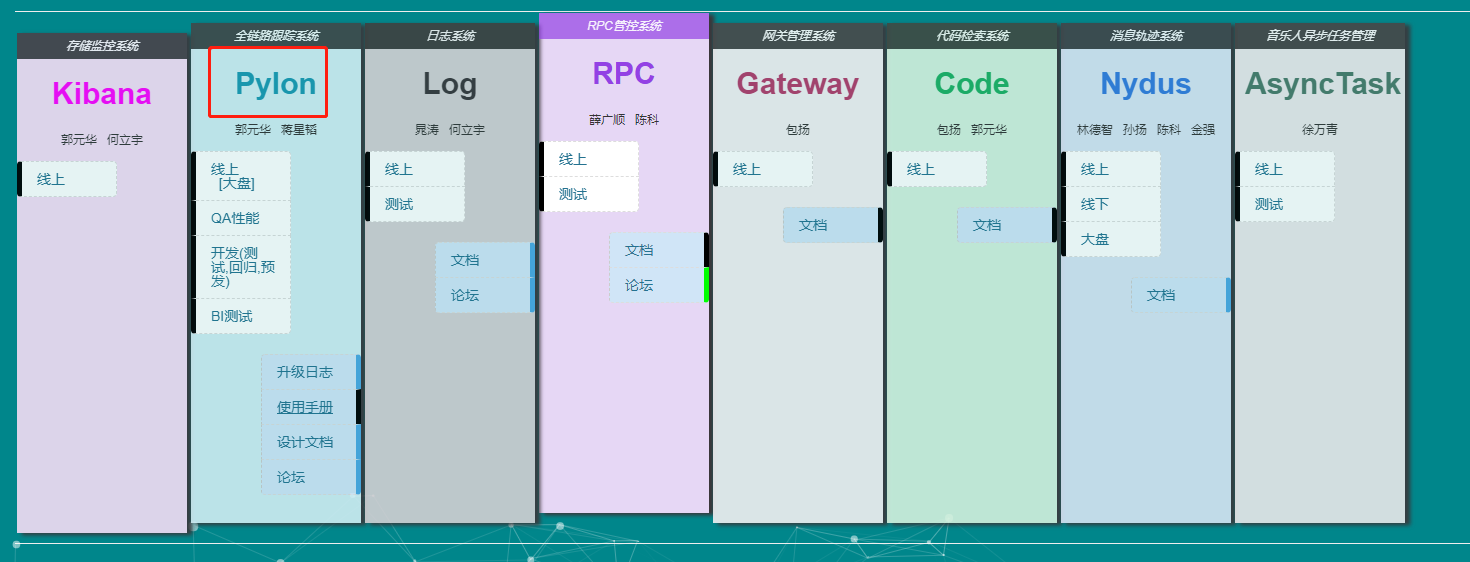 存储监控系统
Kibana
郭元华 何立宇
线上
全链路跟踪系统
Pylon
郭元华 蒋星韬
线上
[大盘]
QA性能
开发(测
试,回归,预
发)
BI测试
升级日志
使用手册
设计文档
论坛
日志系统
Log
晁涛 何立宇
线上
测试
文档
论坛
RPC管控系统
RPC
薛广顺 陈科
线上
测试
文档
论坛
网关管理系统
Gateway
包扬
线上
文档
代码检索系统
Code
包扬 郭元华
线上
文档
消息轨迹系统
Nydus
林德智 孙扬 陈科 金强
线上
线下
大盘
文档
音乐人异步任务管理
AsyncTask
徐万青
线上
测试